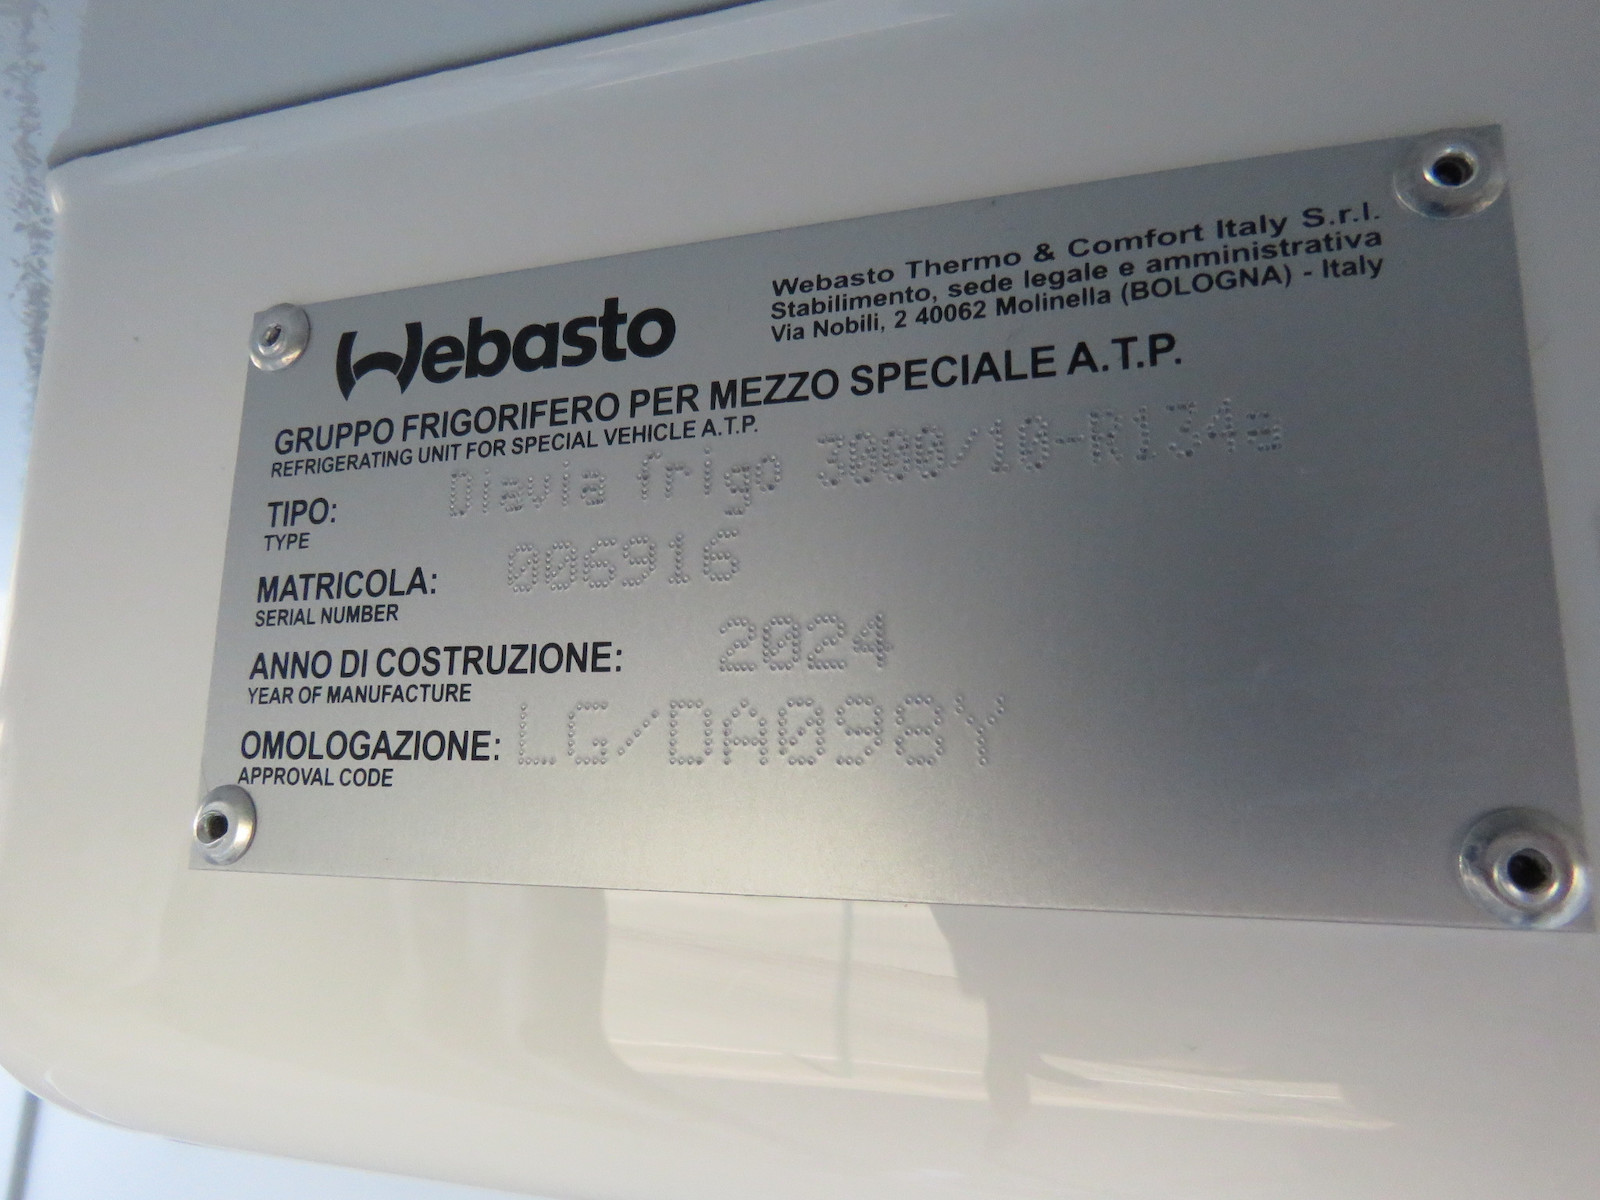 Webasto
Webasto Thermo & Comfort Italy S.r.l.
Stabilimento, sede legale e amministrativa
Via Nobili, 2 40062 Molinella (BOLOGNA) - Italy
GRUPPO FRIGORIFERO PER MEZZO SPECIALE A.T.P.
REFRIGERATING UNIT FOR SPECIAL VEHICLE A.T.P.
TIPO: Diavia frigo 3000/10-R134a
TYPE
MATRICOLA: 006916
SERIAL NUMBER
ANNO DI COSTRUZIONE: 2024
YEAR OF MANUFACTURE
OMOLOGAZIONE: LG/DA098Y
APPROVAL CODE